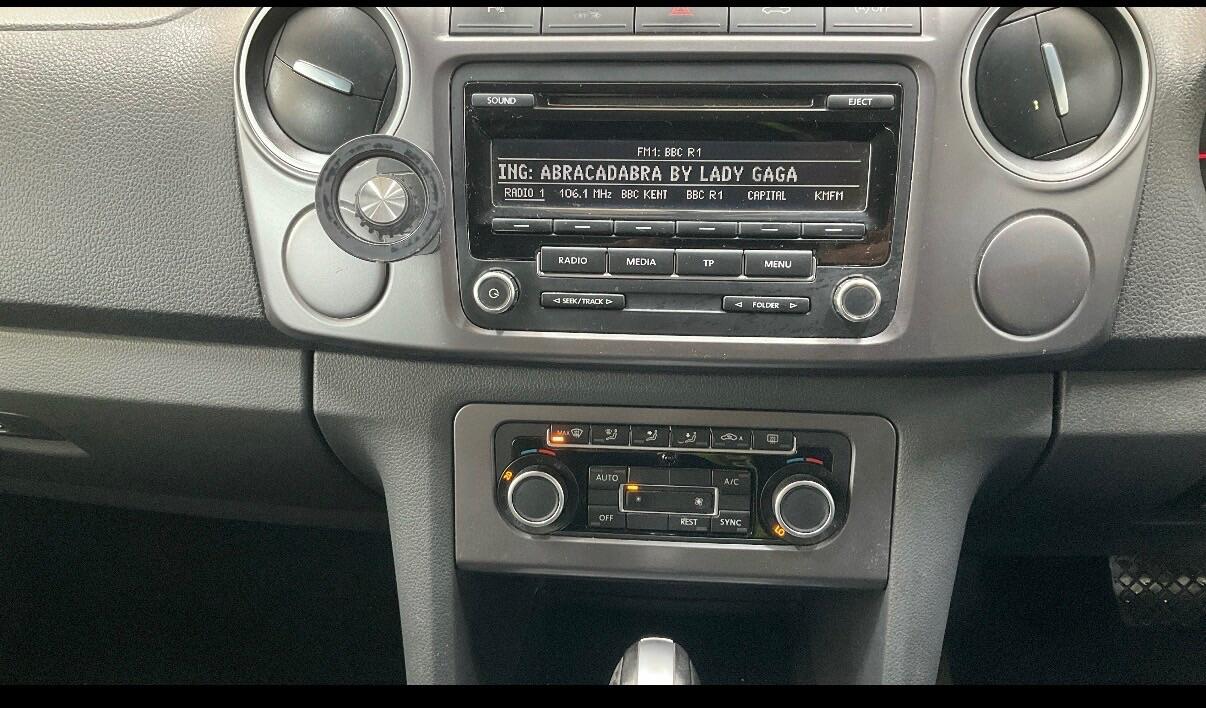 SOUND
EJECT
FM1: BBC R1
ING: ABRACADABRA BY LADY GAGA
RADIO 1 106.1 MHz BBC KENT BBC R1 CAPITAL KMFM
RADIO MEDIA TP MENU
SEEK/TRACK
FOLDER
MAX
A
AUTO A/C
OFF REST SYNC
LO